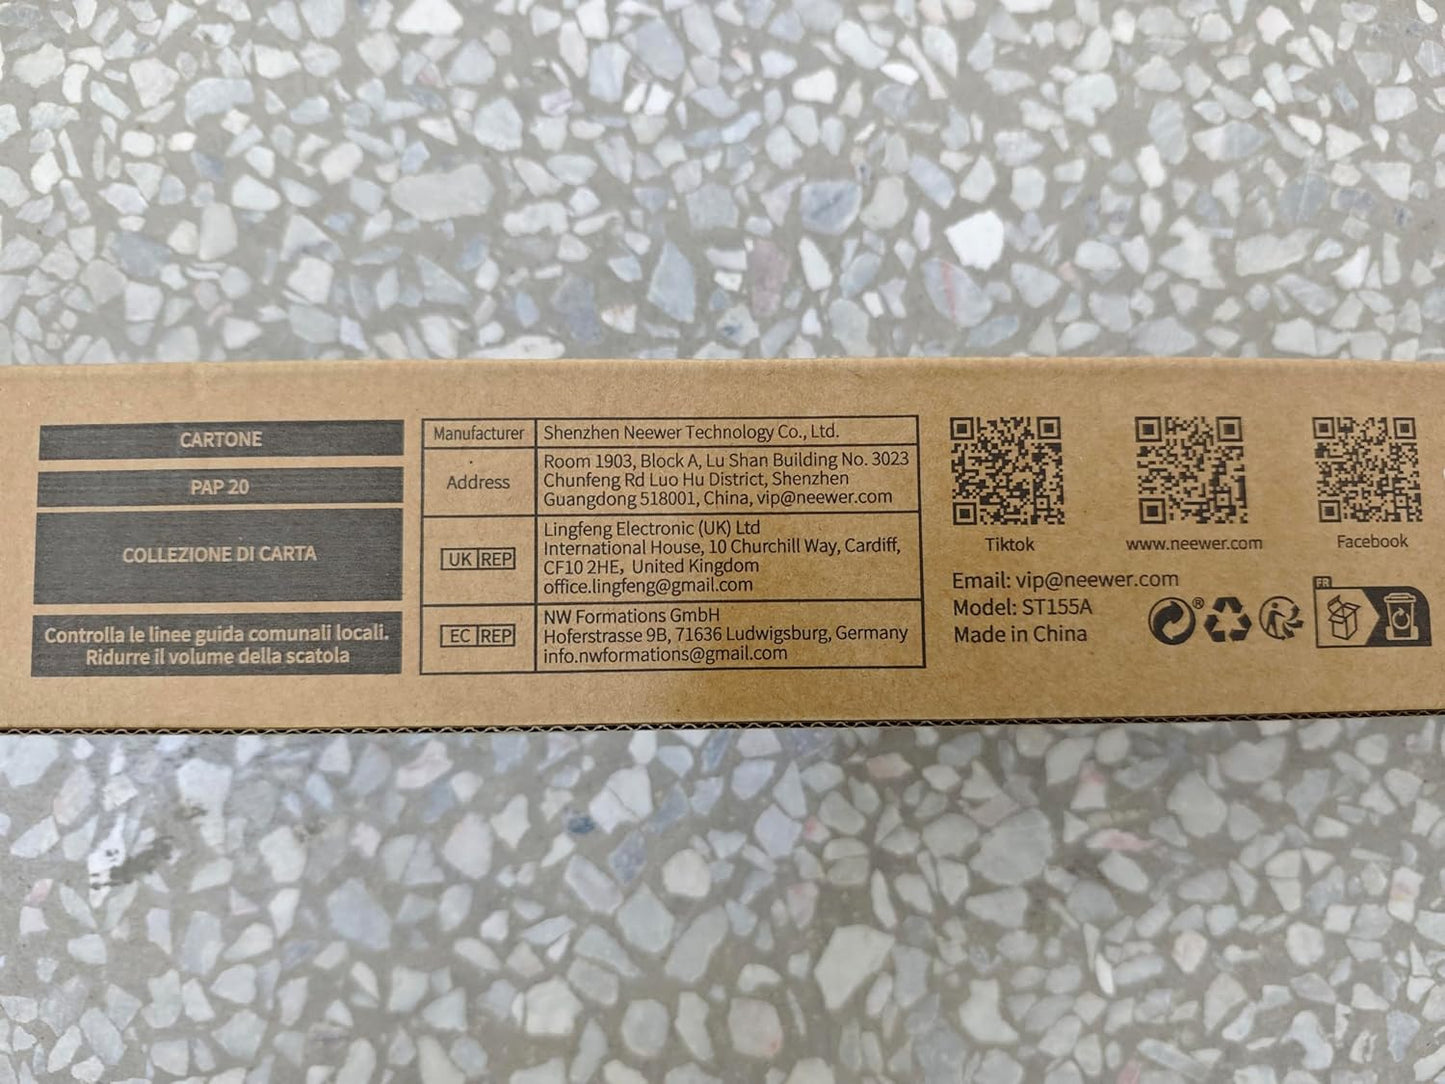 CARTONE
PAP 20
COLLEZIONE DI CARTA
Controlla le linee guida comunali locali.
Ridurre il volume della scatola
Manufacturer
Shenzhen Neewer Technology Co., Ltd.
Address
Room 1903, Block A, Lu Shan Building No. 3023
Chunfeng Rd Luo Hu District, Shenzhen
Guangdong 518001, China, vip@neewer.com
UK REP
Lingfeng Electronic (UK) Ltd
International House, 10 Churchill Way, Cardiff,
CF10 2HE, United Kingdom
office.lingfeng@gmail.com
EC REP
NW Formations GmbH
Hoferstrasse 9B, 71636 Ludwigsburg, Germany
info.nwformations@gmail.com
Tiktok
www.neewer.com
Facebook
Email: vip@neewer.com
Model: ST155A
Made in China
®
FR